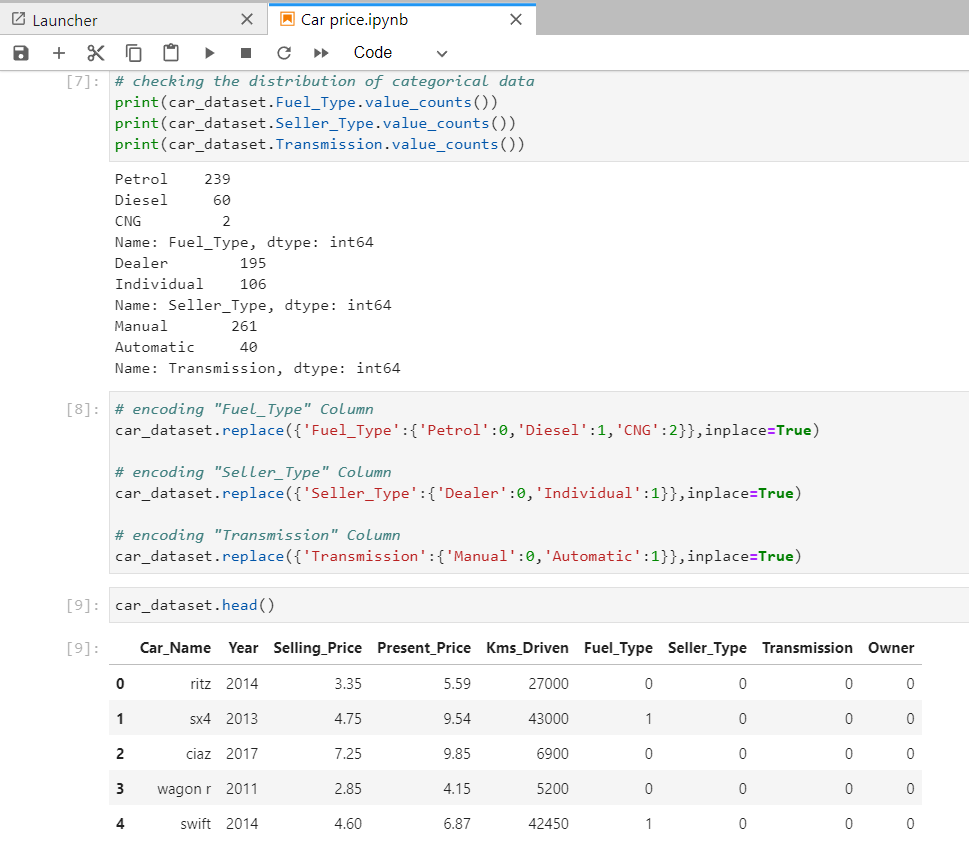 Launcher
Car price.ipynb
Code
[7]: # checking the distribution of categorical data
print(car_dataset.Fuel_Type.value_counts())
print(car_dataset.Seller_Type.value_counts())
print(car_dataset.Transmission.value_counts())
Petrol    239
Diesel     60
CNG         2
Name: Fuel_Type, dtype: int64
Dealer        195
Individual    106
Name: Seller_Type, dtype: int64
Manual       261
Automatic     40
Name: Transmission, dtype: int64
[8]: # encoding "Fuel_Type" Column
car_dataset.replace({'Fuel_Type':{'Petrol':0,'Diesel':1,'CNG':2}},inplace=True)
# encoding "Seller_Type" Column
car_dataset.replace({'Seller_Type':{'Dealer':0,'Individual':1}},inplace=True)
# encoding "Transmission" Column
car_dataset.replace({'Transmission':{'Manual':0,'Automatic':1}},inplace=True)
[9]: car_dataset.head()
[9]: Car_Name Year Selling_Price Present_Price Kms_Driven Fuel_Type Seller_Type Transmission Owner
0 ritz 2014 3.35 5.59 27000 0 0 0 0
1 sx4 2013 4.75 9.54 43000 1 0 0 0
2 ciaz 2017 7.25 9.85 6900 0 0 0 0
3 wagon r 2011 2.85 4.15 5200 0 0 0 0
4 swift 2014 4.60 6.87 42450 1 0 0 0